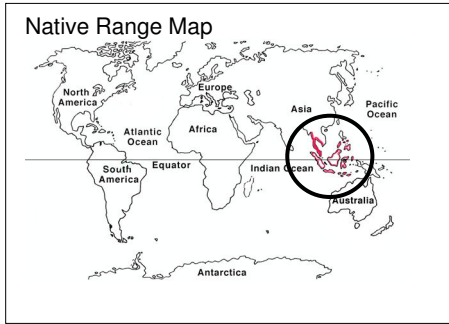 Native Range Map
North
America
Europe
Asia
Pacific
Ocean
Atlantic
Ocean
Africa
Equator
Indian Ocean
South
America
Australia
Antarctica